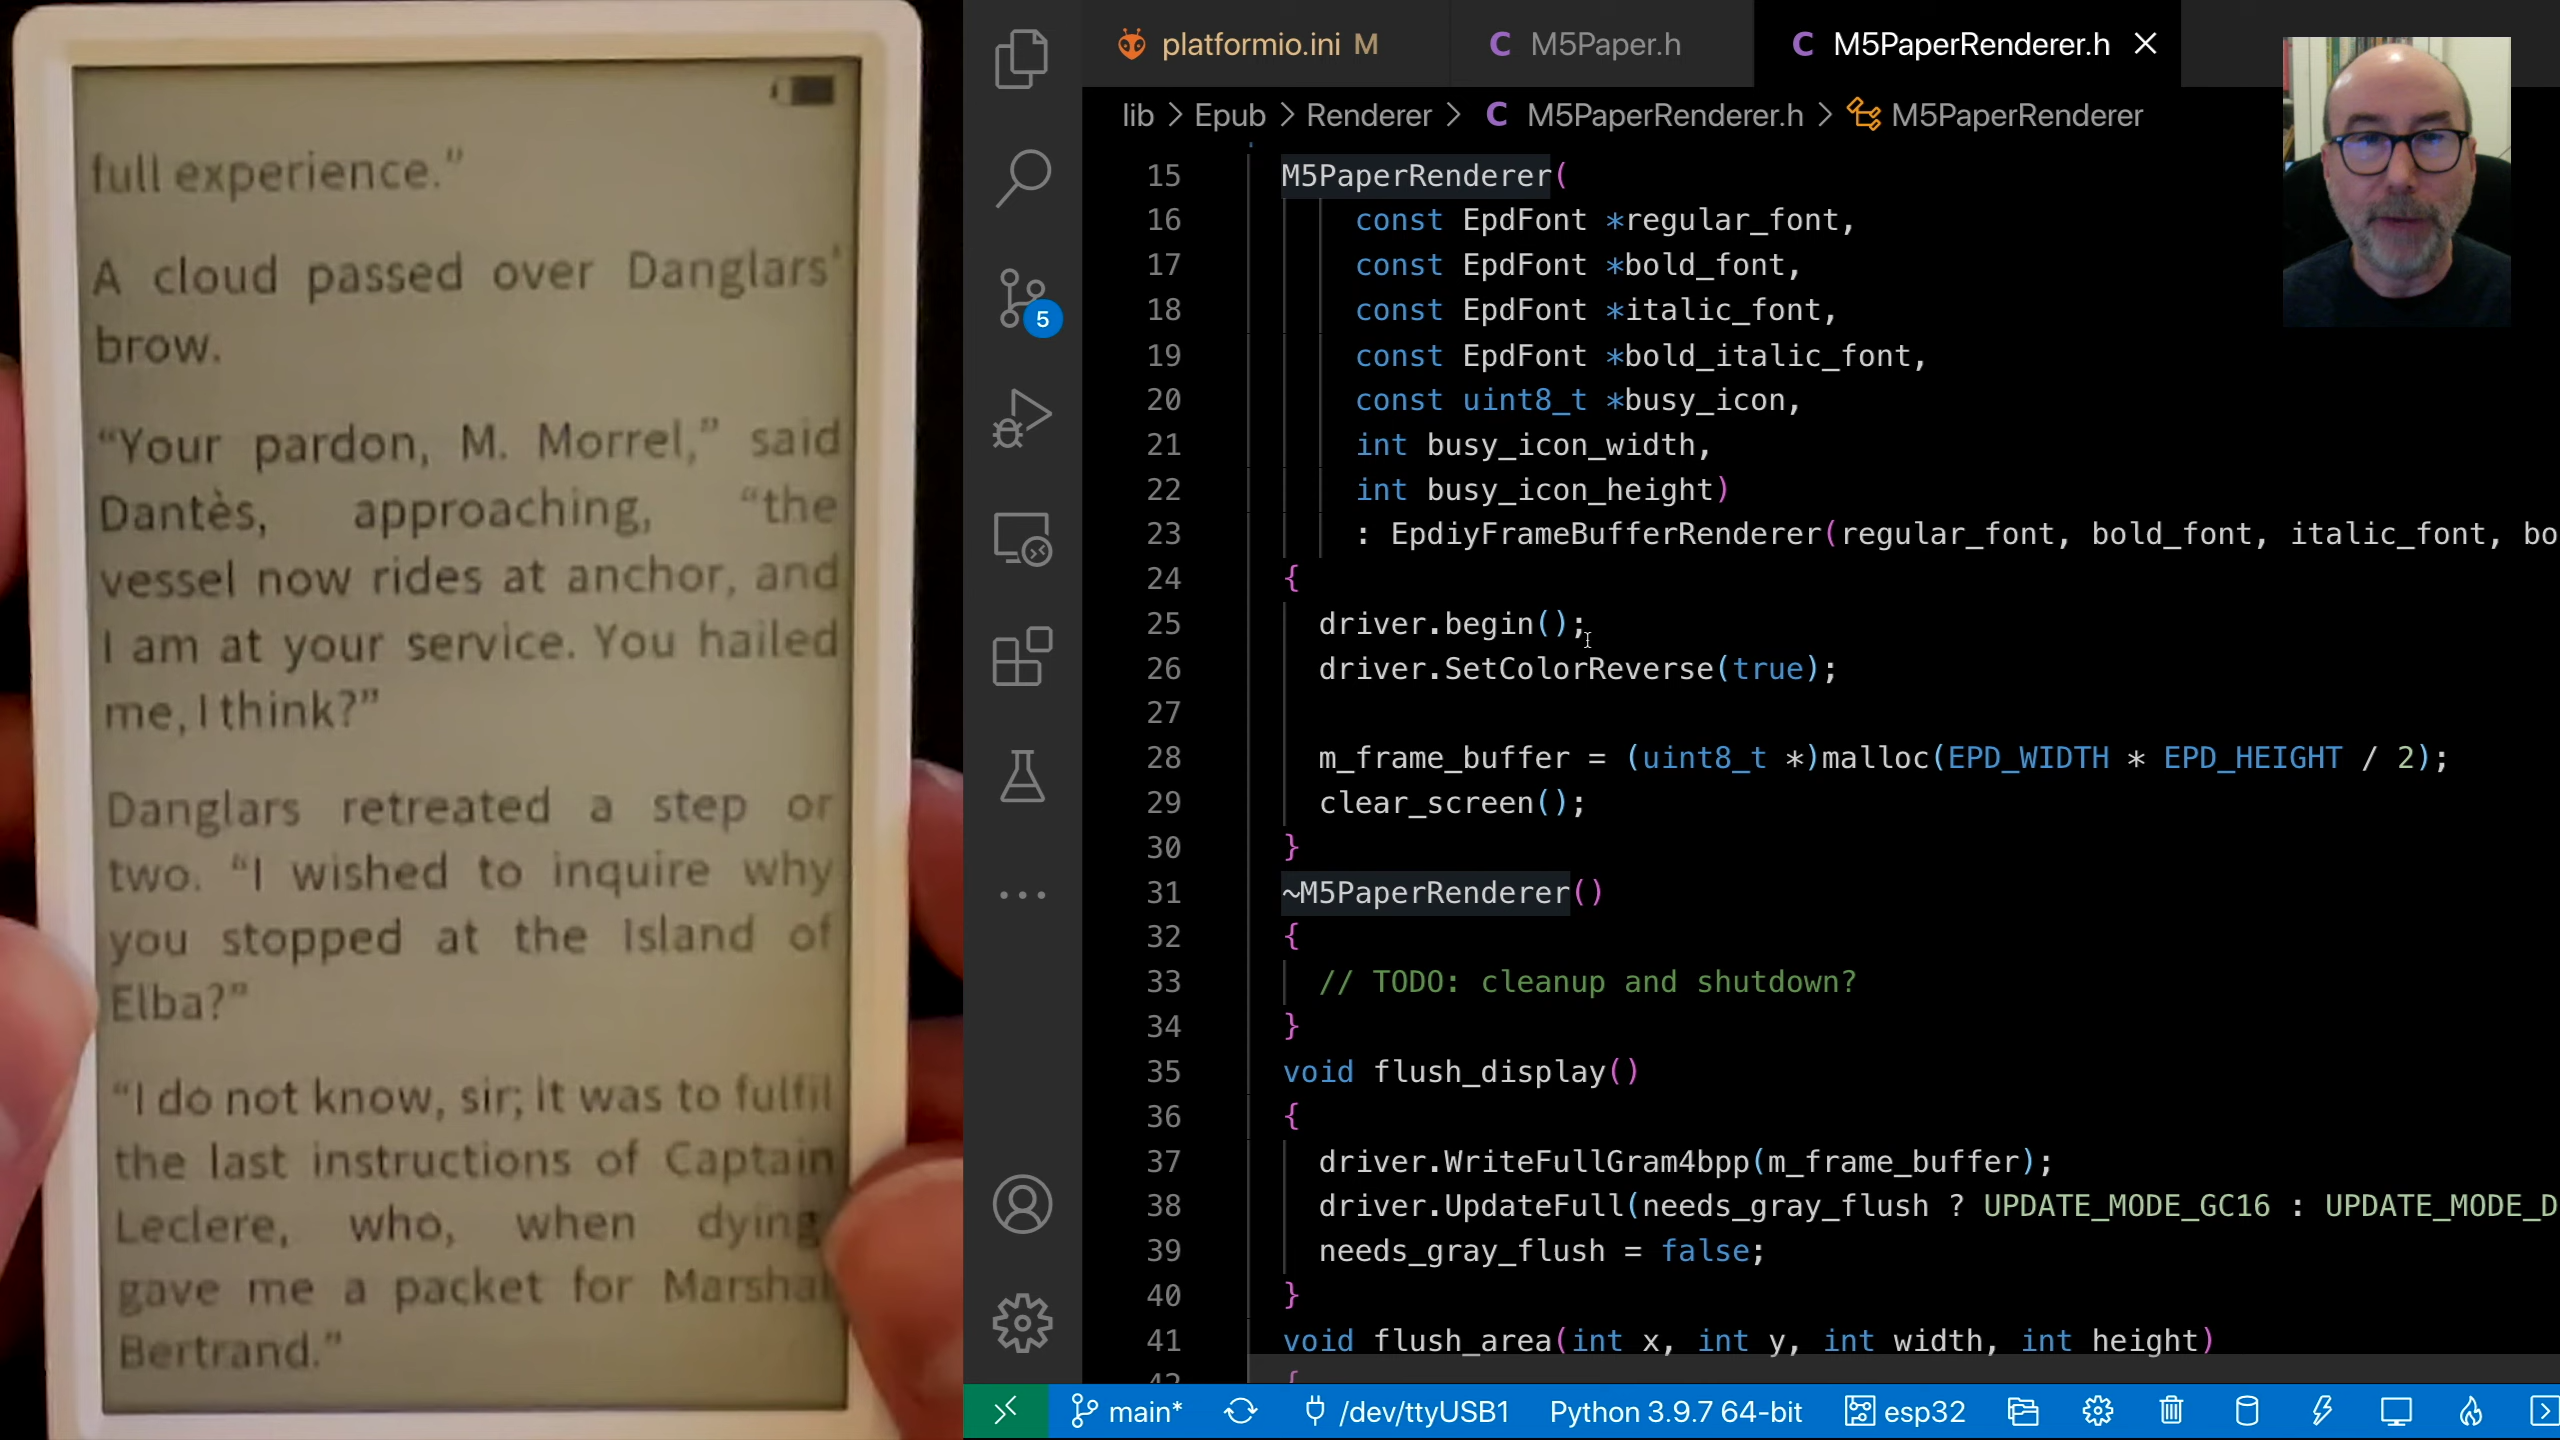 full experience.”
A cloud passed over Danglars’
brow.
“Your pardon, M. Morrel,” said
Dantès, approaching, “the
vessel now rides at anchor, and
I am at your service. You hailed
me, I think?”
Danglars retreated a step or
two. “I wished to inquire why
you stopped at the Island of
Elba?”
“I do not know, sir; it was to fulfil
the last instructions of Captain
Leclere, who, when dying,
gave me a packet for Marshal
Bertrand.”
platformio.ini M
M5Paper.h
M5PaperRenderer.h
lib > Epub > Renderer > C M5PaperRenderer.h > M5PaperRenderer
15 M5PaperRenderer(
16 const EpdFont *regular_font,
17 const EpdFont *bold_font,
18 const EpdFont *italic_font,
19 const EpdFont *bold_italic_font,
20 const uint8_t *busy_icon,
21 int busy_icon_width,
22 int busy_icon_height)
23 : EpdiyFrameBufferRenderer(regular_font, bold_font, italic_font, bo
24 {
25 driver.begin();
26 driver.SetColorReverse(true);
27
28 m_frame_buffer = (uint8_t *)malloc(EPD_WIDTH * EPD_HEIGHT / 2);
29 clear_screen();
30 }
31 ~M5PaperRenderer()
32 {
33 // TODO: cleanup and shutdown?
34 }
35 void flush_display()
36 {
37 driver.WriteFullGram4bpp(m_frame_buffer);
38 driver.UpdateFull(needs_gray_flush ? UPDATE_MODE_GC16 : UPDATE_MODE_D
39 needs_gray_flush = false;
40 }
41 void flush_area(int x, int y, int width, int height)
42 {
5
main* /dev/ttyUSB1 Python 3.9.7 64-bit esp32